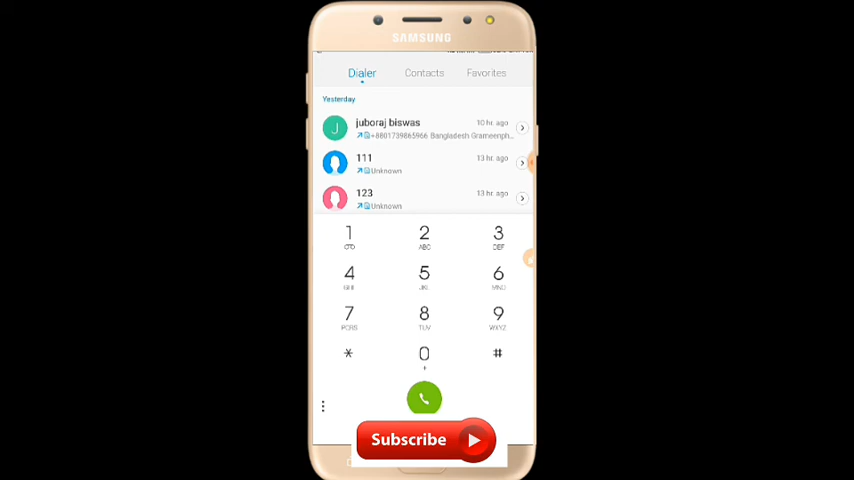 SAMSUNG
Dialer Contacts Favorites
Yesterday
juboraj biswas 10 hr. ago
J
+8801739865966 Bangladesh Grameenph...
111 13 hr. ago
Unknown
123 13 hr. ago
Unknown
1 2 3
ABC DEF
4 5 6
GHI JKL MNO
7 8 9
PQRS TUV WXYZ
* 0 #
,
Subscribe